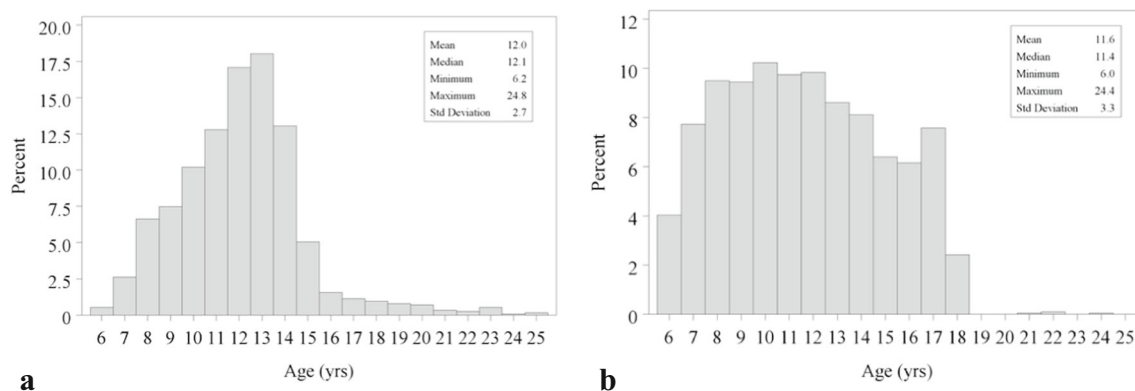 20.0
17.5
15.0
12.5
10.0
7.5
5.0
2.5
0
Percent
Mean 12.0
Median 12.1
Minimum 6.2
Maximum 24.8
Std Deviation 2.7
6 7 8 9 10 11 12 13 14 15 16 17 18 19 20 21 22 23 24 25
Age (yrs)
a
12
10
8
6
4
2
0
Percent
Mean 11.6
Median 11.4
Minimum 6.0
Maximum 24.4
Std Deviation 3.3
6 7 8 9 10 11 12 13 14 15 16 17 18 19 20 21 22 23 24 25
Age (yrs)
b